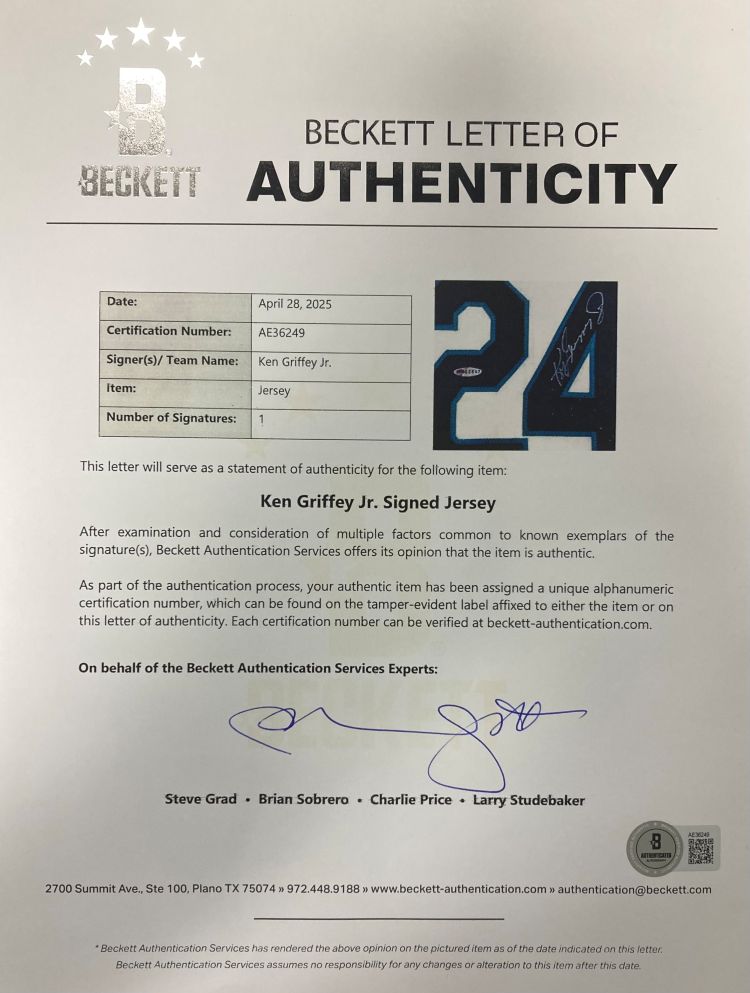 B
BECKETT
BECKETT LETTER OF
AUTHENTICITY
Date: April 28, 2025
Certification Number: AE36249
Signer(s)/ Team Name: Ken Griffey Jr.
Item: Jersey
Number of Signatures: 1
24
This letter will serve as a statement of authenticity for the following item:
Ken Griffey Jr. Signed Jersey
After examination and consideration of multiple factors common to known exemplars of the
signature(s), Beckett Authentication Services offers its opinion that the item is authentic.
As part of the authentication process, your authentic item has been assigned a unique alphanumeric
certification number, which can be found on the tamper-evident label affixed to either the item or on
this letter of authenticity. Each certification number can be verified at beckett-authentication.com.
On behalf of the Beckett Authentication Services Experts:
Steve Grad • Brian Sobrero • Charlie Price • Larry Studebaker
B
AUTHENTICATED
AE36249
2700 Summit Ave., Ste 100, Plano TX 75074 » 972.448.9188 » www.beckett-authentication.com » authentication@beckett.com
* Beckett Authentication Services has rendered the above opinion on the pictured item as of the date indicated on this letter.
Beckett Authentication Services assumes no responsibility for any changes or alteration to this item after this date.